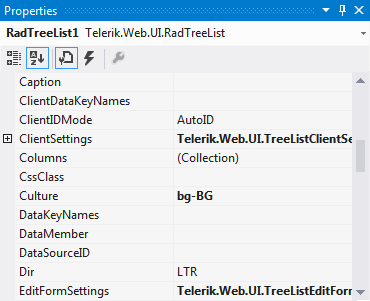 Properties
RadTreeList1 Telerik.Web.UI.RadTreeList
Caption
ClientDataKeyNames
ClientIDMode AutoID
ClientSettings Telerik.Web.UI.TreeListClientSe
Columns (Collection)
CssClass
Culture bg-BG
DataKeyNames
DataMember
DataSourceID
Dir LTR
EditFormSettings Telerik.Web.UI.TreeListEditForm